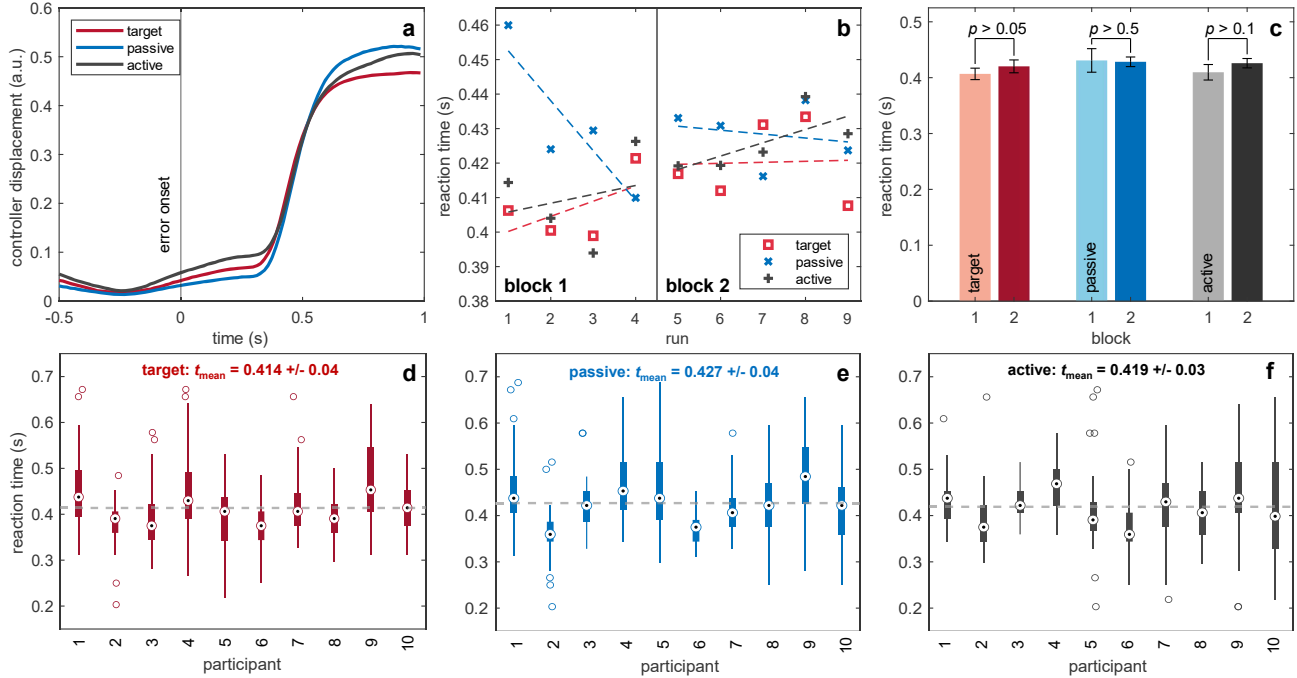 a
controller displacement (a.u.)
0.6
0.5
0.4
0.3
0.2
0.1
0
target
passive
active
error onset
-0.5 0 0.5 1
time (s)
b
reaction time (s)
0.46
0.45
0.44
0.43
0.42
0.41
0.4
0.39
0.38
block 1
block 2
target
passive
active
1 2 3 4 5 6 7 8 9
run
c
reaction time (s)
0.5
0.4
0.3
0.2
0.1
0
p > 0.05
p > 0.5
p > 0.1
target
passive
active
1 2 1 2 1 2
block
d
target: tmean = 0.414 +/- 0.04
reaction time (s)
0.7
0.6
0.5
0.4
0.3
0.2
1 2 3 4 5 6 7 8 9 10
participant
e
passive: tmean = 0.427 +/- 0.04
0.7
0.6
0.5
0.4
0.3
0.2
1 2 3 4 5 6 7 8 9 10
participant
f
active: tmean = 0.419 +/- 0.03
0.7
0.6
0.5
0.4
0.3
0.2
1 2 3 4 5 6 7 8 9 10
participant